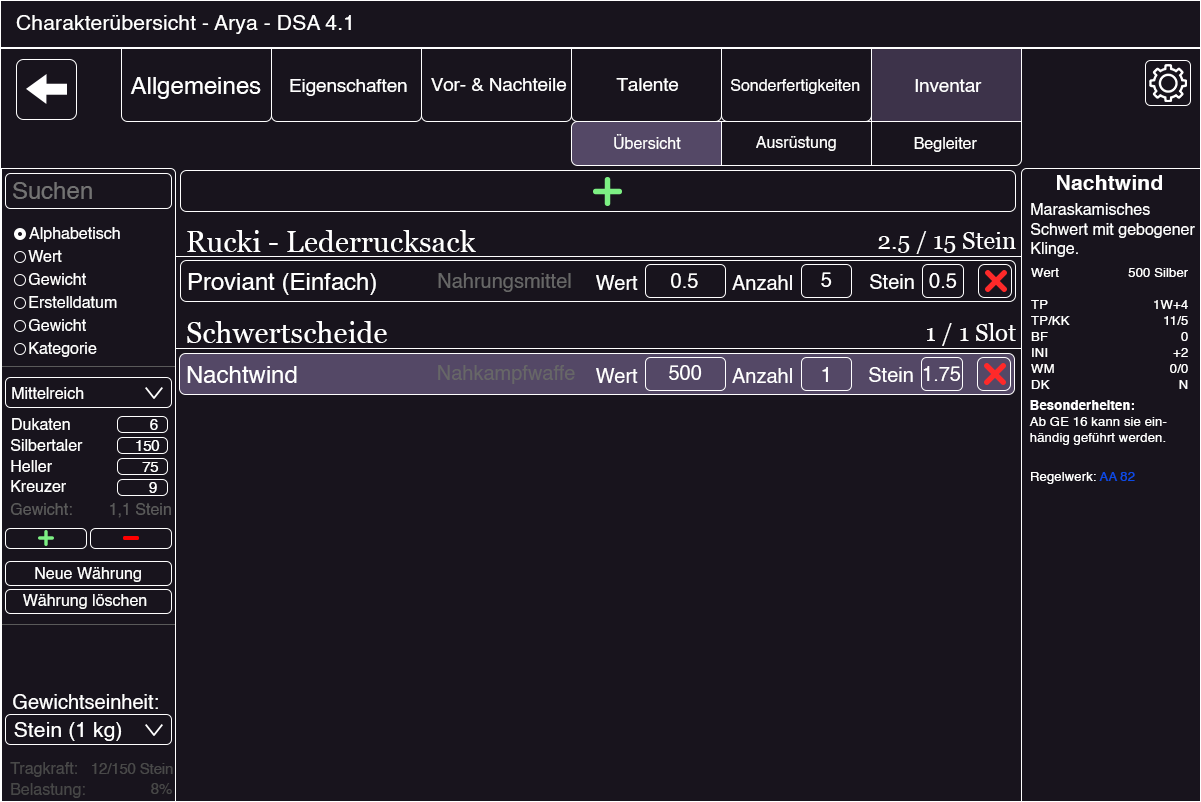 Charakterübersicht - Arya - DSA 4.1
Allgemeines
Eigenschaften
Vor- & Nachteile
Talente
Sonderfertigkeiten
Inventar
Übersicht
Ausrüstung
Begleiter
Suchen
Alphabetisch
Wert
Gewicht
Erstelldatum
Gewicht
Kategorie
Mittelreich
Dukaten 6
Silbertaler 150
Heller 75
Kreuzer 9
Gewicht: 1,1 Stein
Neue Währung
Währung löschen
Gewichtseinheit:
Stein (1 kg)
Tragkraft: 12/150 Stein
Belastung: 8%
Rucki - Lederrucksack 2.5 / 15 Stein
Proviant (Einfach) Nahrungsmittel Wert 0.5 Anzahl 5 Stein 0.5
Schwertscheide 1 / 1 Slot
Nachtwind Nahkampfwaffe Wert 500 Anzahl 1 Stein 1.75
Nachtwind
Maraskamisches
Schwert mit gebogener
Klinge.
Wert 500 Silber
TP 1W+4
TP/KK 11/5
BF 0
INI +2
WM 0/0
DK N
Besonderheiten:
Ab GE 16 kann sie ein-
händig geführt werden.
Regelwerk: AA 82